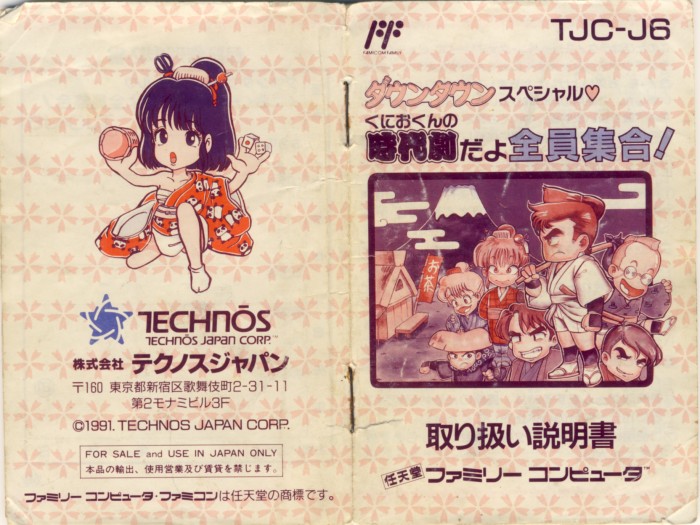 TECHNŌS
TECHNŌS JAPAN CORP.
株式会社 テクノスジャパン
〒160 東京都新宿区歌舞伎町2-31-11
第2モナミビル3F
©1991. TECHNOS JAPAN CORP.
FOR SALE and USE IN JAPAN ONLY
本品の輸出、使用営業及び賃貸を禁じます。
ファミリー コンピュータ・ファミコンは任天堂の商標です。
TJC-J6
ダウンタウン スペシャル♡
くにおくんの
時代劇だよ全員集合!
お茶
取り扱い説明書
任天堂 ファミリー コンピュータ™